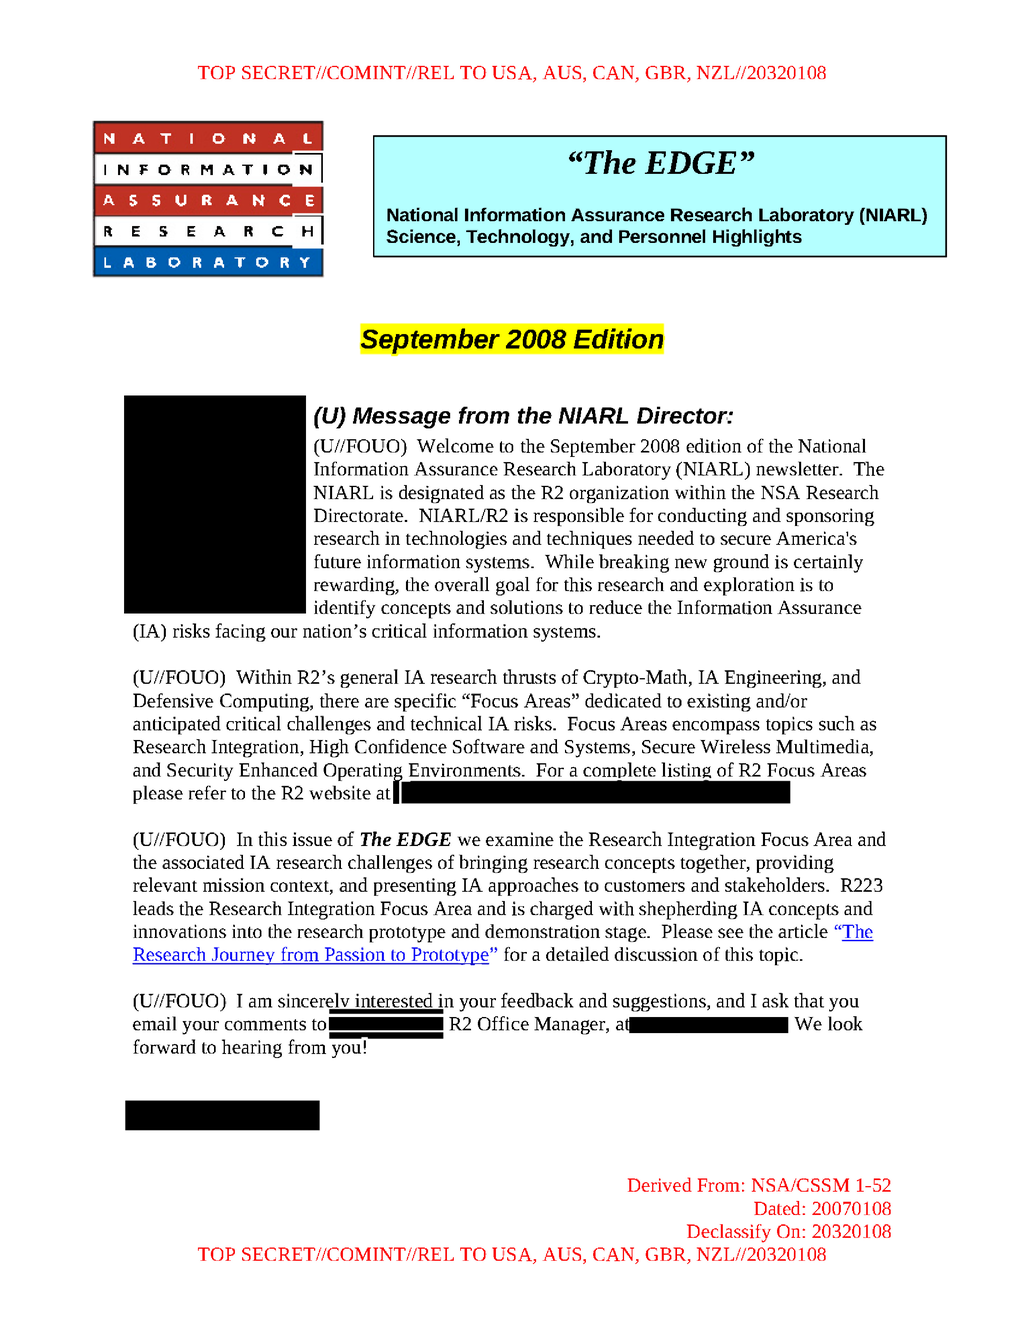 TOP SECRET//COMINT//REL TO USA, AUS, CAN, GBR, NZL//20320108
NATIONAL
INFORMATION
ASSURANCE
RESEARCH
LABORATORY
“The EDGE”
National Information Assurance Research Laboratory (NIARL)
Science, Technology, and Personnel Highlights
September 2008 Edition
(U) Message from the NIARL Director:
(U//FOUO)  Welcome to the September 2008 edition of the National
Information Assurance Research Laboratory (NIARL) newsletter.  The
NIARL is designated as the R2 organization within the NSA Research
Directorate.  NIARL/R2 is responsible for conducting and sponsoring
research in technologies and techniques needed to secure America's
future information systems.  While breaking new ground is certainly
rewarding, the overall goal for this research and exploration is to
identify concepts and solutions to reduce the Information Assurance
(IA) risks facing our nation’s critical information systems.
(U//FOUO)  Within R2’s general IA research thrusts of Crypto-Math, IA Engineering, and
Defensive Computing, there are specific “Focus Areas” dedicated to existing and/or
anticipated critical challenges and technical IA risks.  Focus Areas encompass topics such as
Research Integration, High Confidence Software and Systems, Secure Wireless Multimedia,
and Security Enhanced Operating Environments.  For a complete listing of R2 Focus Areas
please refer to the R2 website at
(U//FOUO)  In this issue of The EDGE we examine the Research Integration Focus Area and
the associated IA research challenges of bringing research concepts together, providing
relevant mission context, and presenting IA approaches to customers and stakeholders.  R223
leads the Research Integration Focus Area and is charged with shepherding IA concepts and
innovations into the research prototype and demonstration stage.  Please see the article “The
Research Journey from Passion to Prototype” for a detailed discussion of this topic.
(U//FOUO)  I am sincerely interested in your feedback and suggestions, and I ask that you
email your comments to R2 Office Manager, at We look
forward to hearing from you!
Derived From: NSA/CSSM 1-52
Dated: 20070108
Declassify On: 20320108
TOP SECRET//COMINT//REL TO USA, AUS, CAN, GBR, NZL//20320108